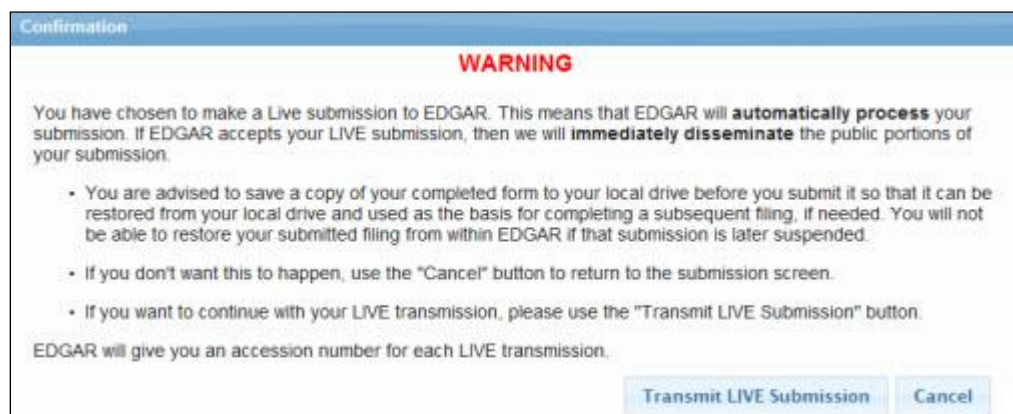 Confirmation
WARNING
You have chosen to make a Live submission to EDGAR. This means that EDGAR will automatically process your
submission. If EDGAR accepts your LIVE submission, then we will immediately disseminate the public portions of
your submission.
• You are advised to save a copy of your completed form to your local drive before you submit it so that it can be
restored from your local drive and used as the basis for completing a subsequent filing, if needed. You will not
be able to restore your submitted filing from within EDGAR if that submission is later suspended.
• If you don't want this to happen, use the "Cancel" button to return to the submission screen.
• If you want to continue with your LIVE transmission, please use the "Transmit LIVE Submission" button.
EDGAR will give you an accession number for each LIVE transmission.
Transmit LIVE Submission Cancel